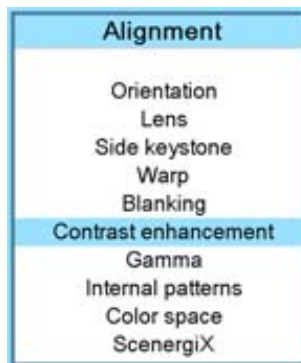 Alignment
Orientation
Lens
Side keystone
Warp
Blanking
Contrast enhancement
Gamma
Internal patterns
Color space
ScenergiX